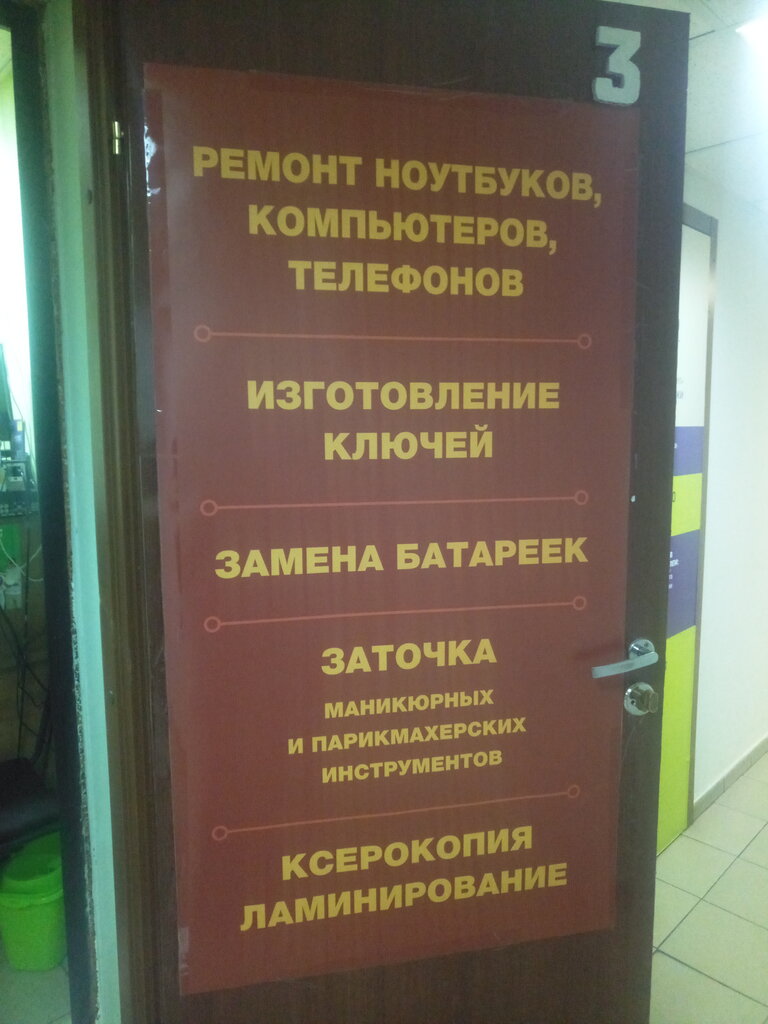 3
РЕМОНТ НОУТБУКОВ,
КОМПЬЮТЕРОВ,
ТЕЛЕФОНОВ
ИЗГОТОВЛЕНИЕ
КЛЮЧЕЙ
ЗАМЕНА БАТАРЕЕК
ЗАТОЧКА
МАНИКЮРНЫХ
И ПАРИКМАХЕРСКИХ
ИНСТРУМЕНТОВ
КСЕРОКОПИЯ
ЛАМИНИРОВАНИЕ